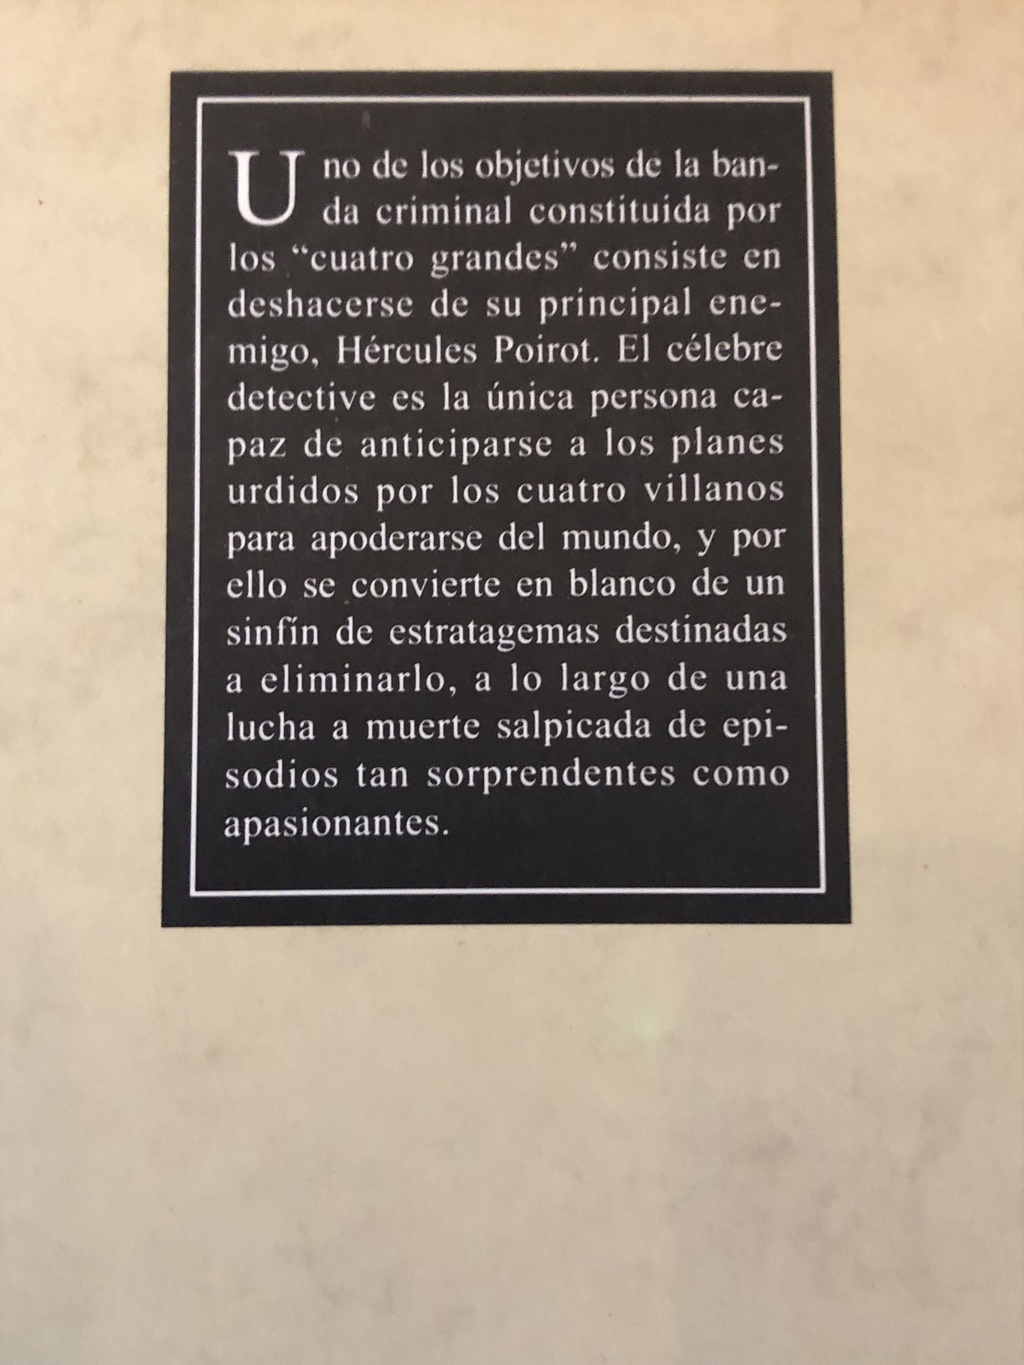 Uno de los objetivos de la ban-
da criminal constituida por
los “cuatro grandes” consiste en
deshacerse de su principal ene-
migo, Hércules Poirot. El célebre
detective es la única persona ca-
paz de anticiparse a los planes
urdidos por los cuatro villanos
para apoderarse del mundo, y por
ello se convierte en blanco de un
sinfín de estratagemas destinadas
a eliminarlo, a lo largo de una
lucha a muerte salpicada de epi-
sodios tan sorprendentes como
apasionantes.